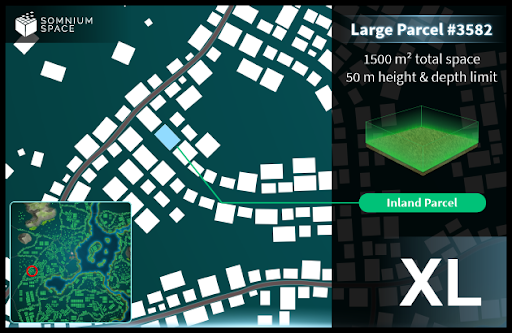 SOMNIUM
SPACE
Large Parcel #3582
1500 m² total space
50 m height & depth limit
Inland Parcel
XL